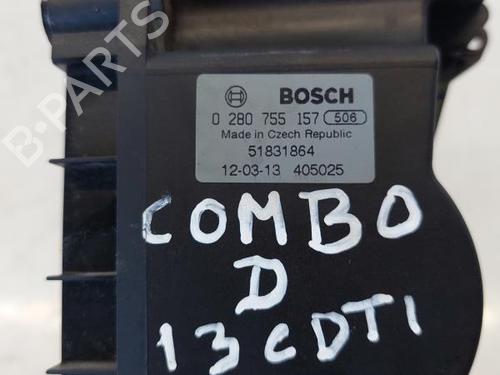 BOSCH
0 280 755 157 506
Made in Czech Republic
51831864
12-03-13 405025
COMBO
D
13CDTI
B-PARTS